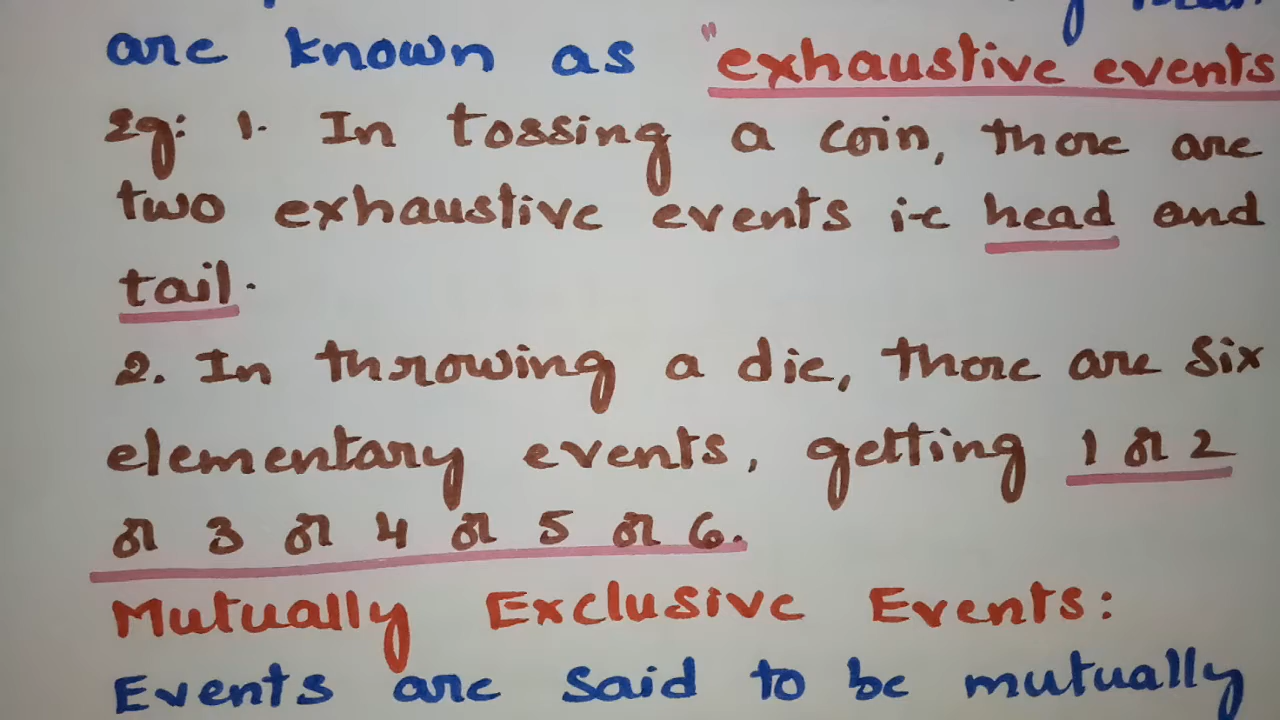 are known as "exhaustive events
Eg: 1. In tossing a coin, there are
two exhaustive events i-e head and
tail.
2. In throwing a die, there are six
elementary events, getting 1 or 2
or 3 or 4 or 5 or 6.
Mutually Exclusive Events:
Events are said to be mutually